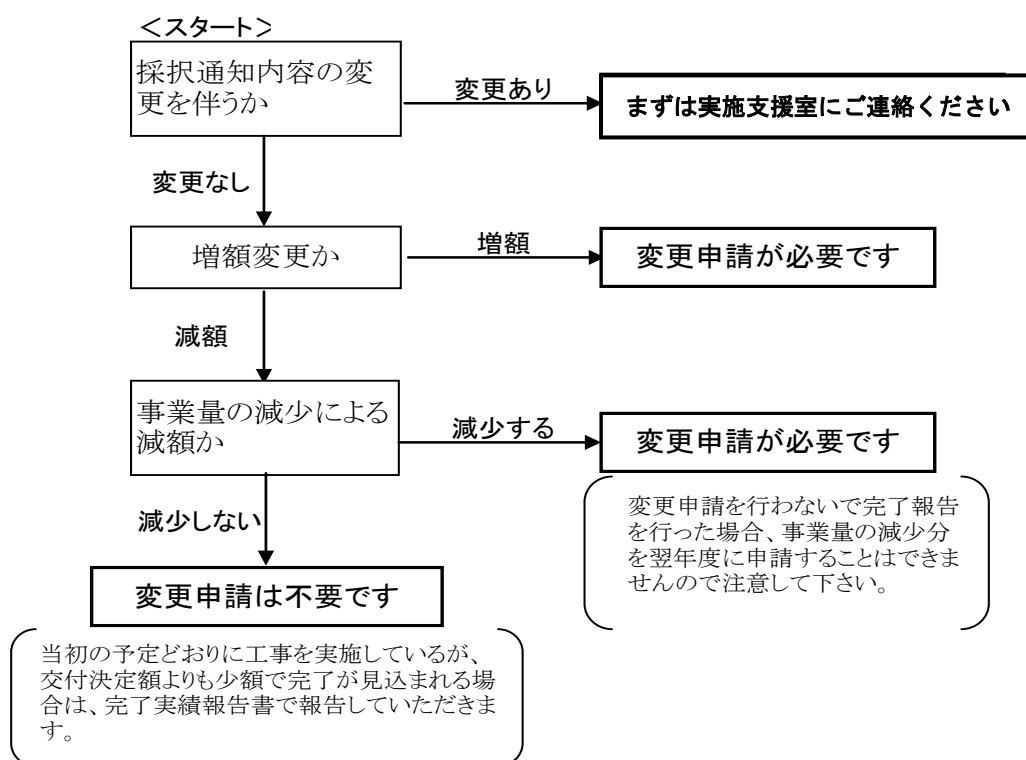 <スタート>
採択通知内容の変
更を伴うか
変更あり
まずは実施支援室にご連絡ください
変更なし
増額変更か
増額
変更申請が必要です
減額
事業量の減少による
減額か
減少する
変更申請が必要です
変更申請を行わないで完了報告
を行った場合、事業量の減少分
を翌年度に申請することはできま
せんので注意して下さい。
減少しない
変更申請は不要です
当初の予定どおりに工事を実施しているが、
交付決定額よりも少額で完了が見込まれる場
合は、完了実績報告書で報告していただきま
す。